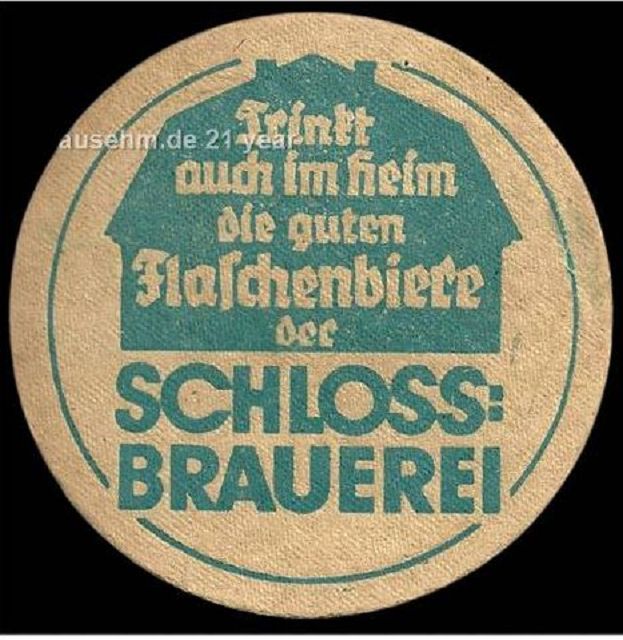 Trinkt
ausehm.de 21 year
auch im Heim
die guten
Flaschenbiere
der
SCHLOSS=
BRAUEREI